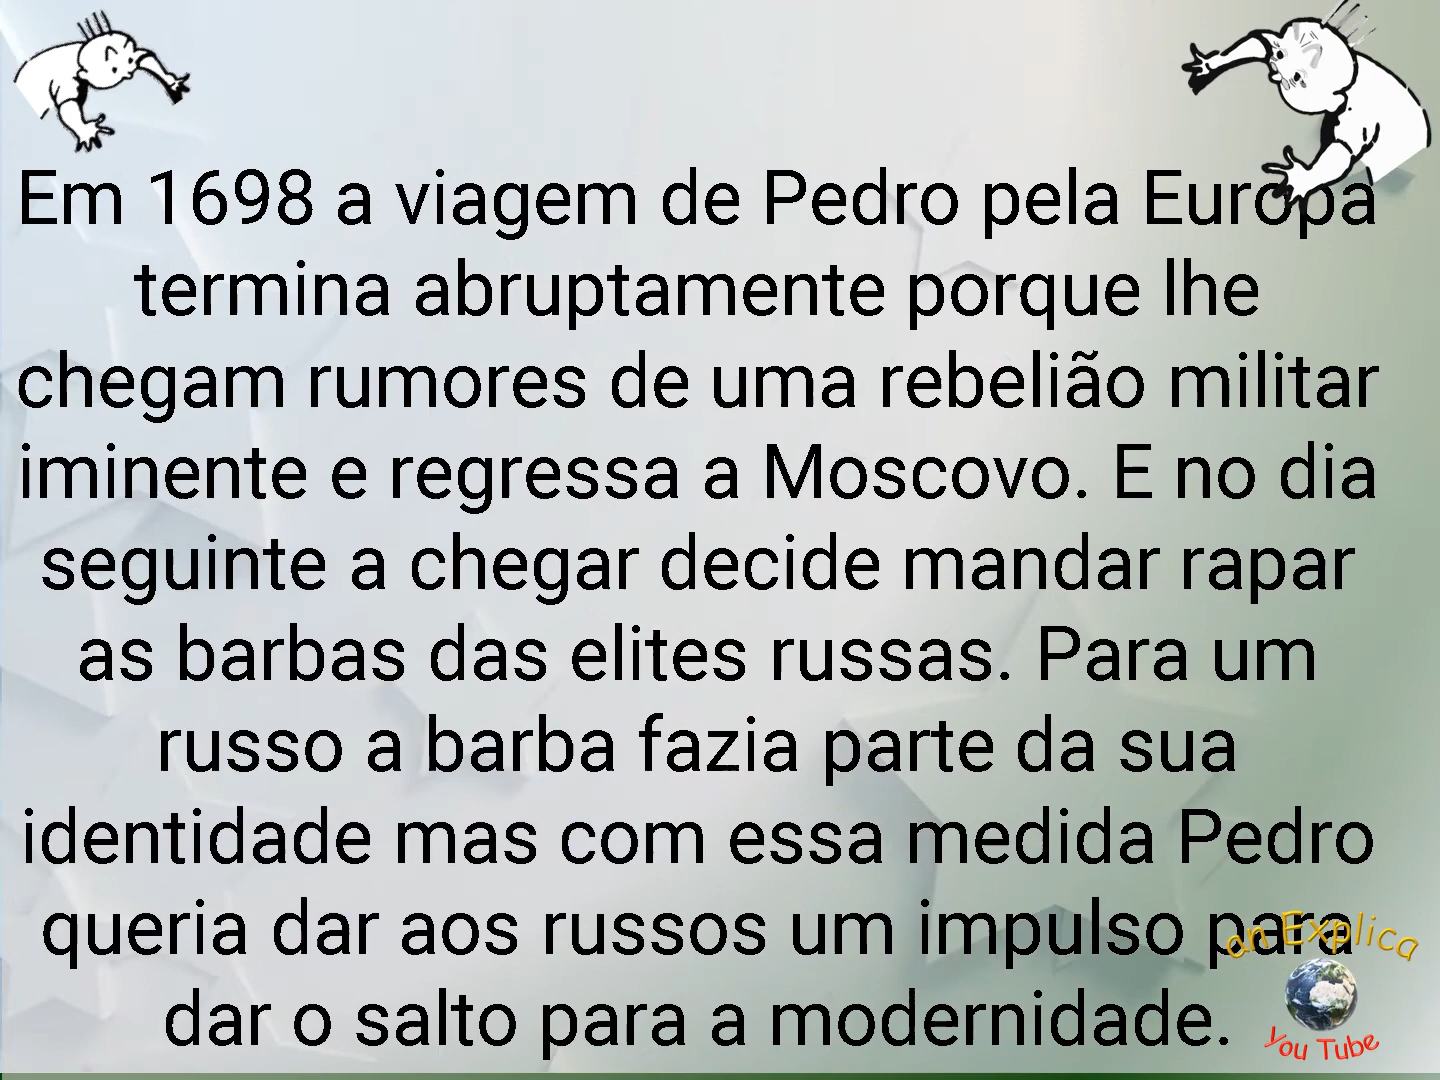 Em 1698 a viagem de Pedro pela Europa
termina abruptamente porque lhe
chegam rumores de uma rebelião militar
iminente e regressa a Moscovo. E no dia
seguinte a chegar decide mandar rapar
as barbas das elites russas. Para um
russo a barba fazia parte da sua
identidade mas com essa medida Pedro
queria dar aos russos um impulso para
dar o salto para a modernidade.
an Explica
You Tube